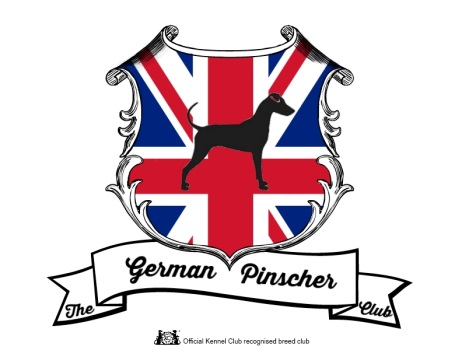 The German Pinscher Club
Official Kennel Club recognised breed club